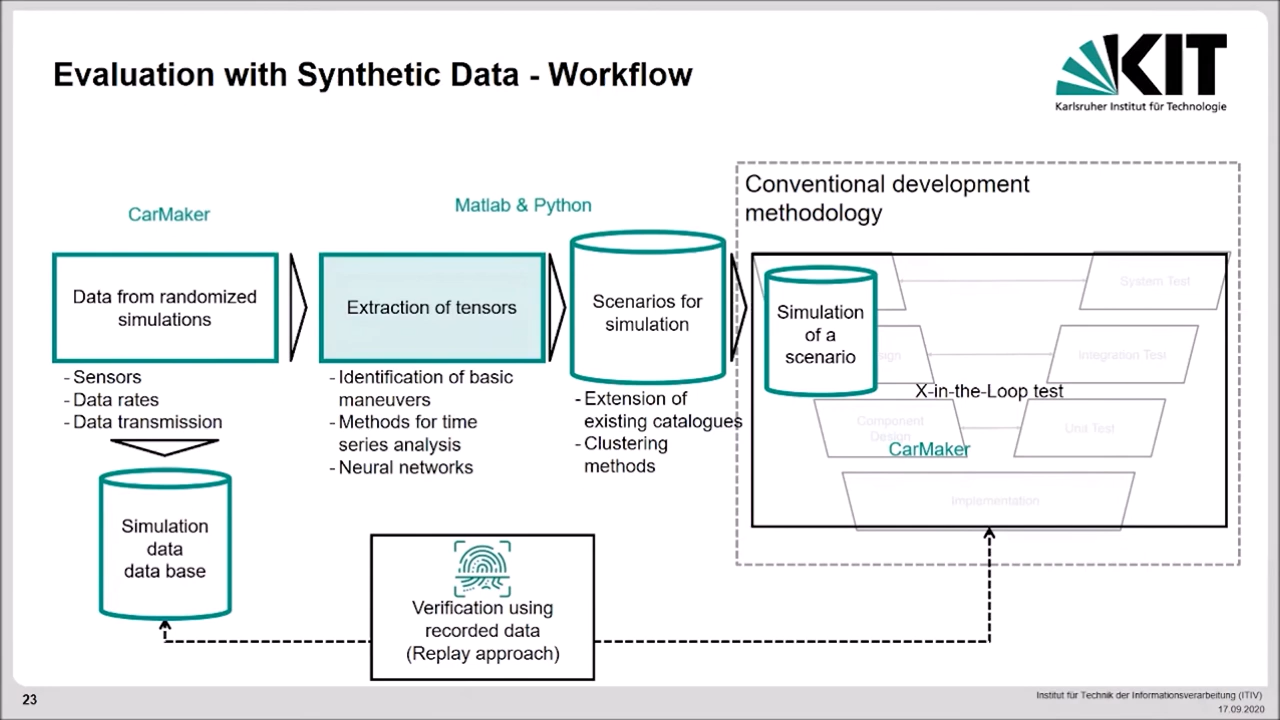 Evaluation with Synthetic Data - Workflow
KIT
Karlsruher Institut für Technologie
CarMaker
Data from randomized
simulations
- Sensors
- Data rates
- Data transmission
Simulation
data
data base
Matlab & Python
Extraction of tensors
- Identification of basic
maneuvers
- Methods for time
series analysis
- Neural networks
Scenarios for
simulation
- Extension of
existing catalogues
- Clustering
methods
Conventional development
methodology
Simulation
of a
scenario
System Test
Integration Test
X-in-the-Loop test
Component
Design
Unit Test
CarMaker
Implementation
Verification using
recorded data
(Replay approach)
23
Institut für Technik der Informationsverarbeitung (ITIV)
17.09.2020